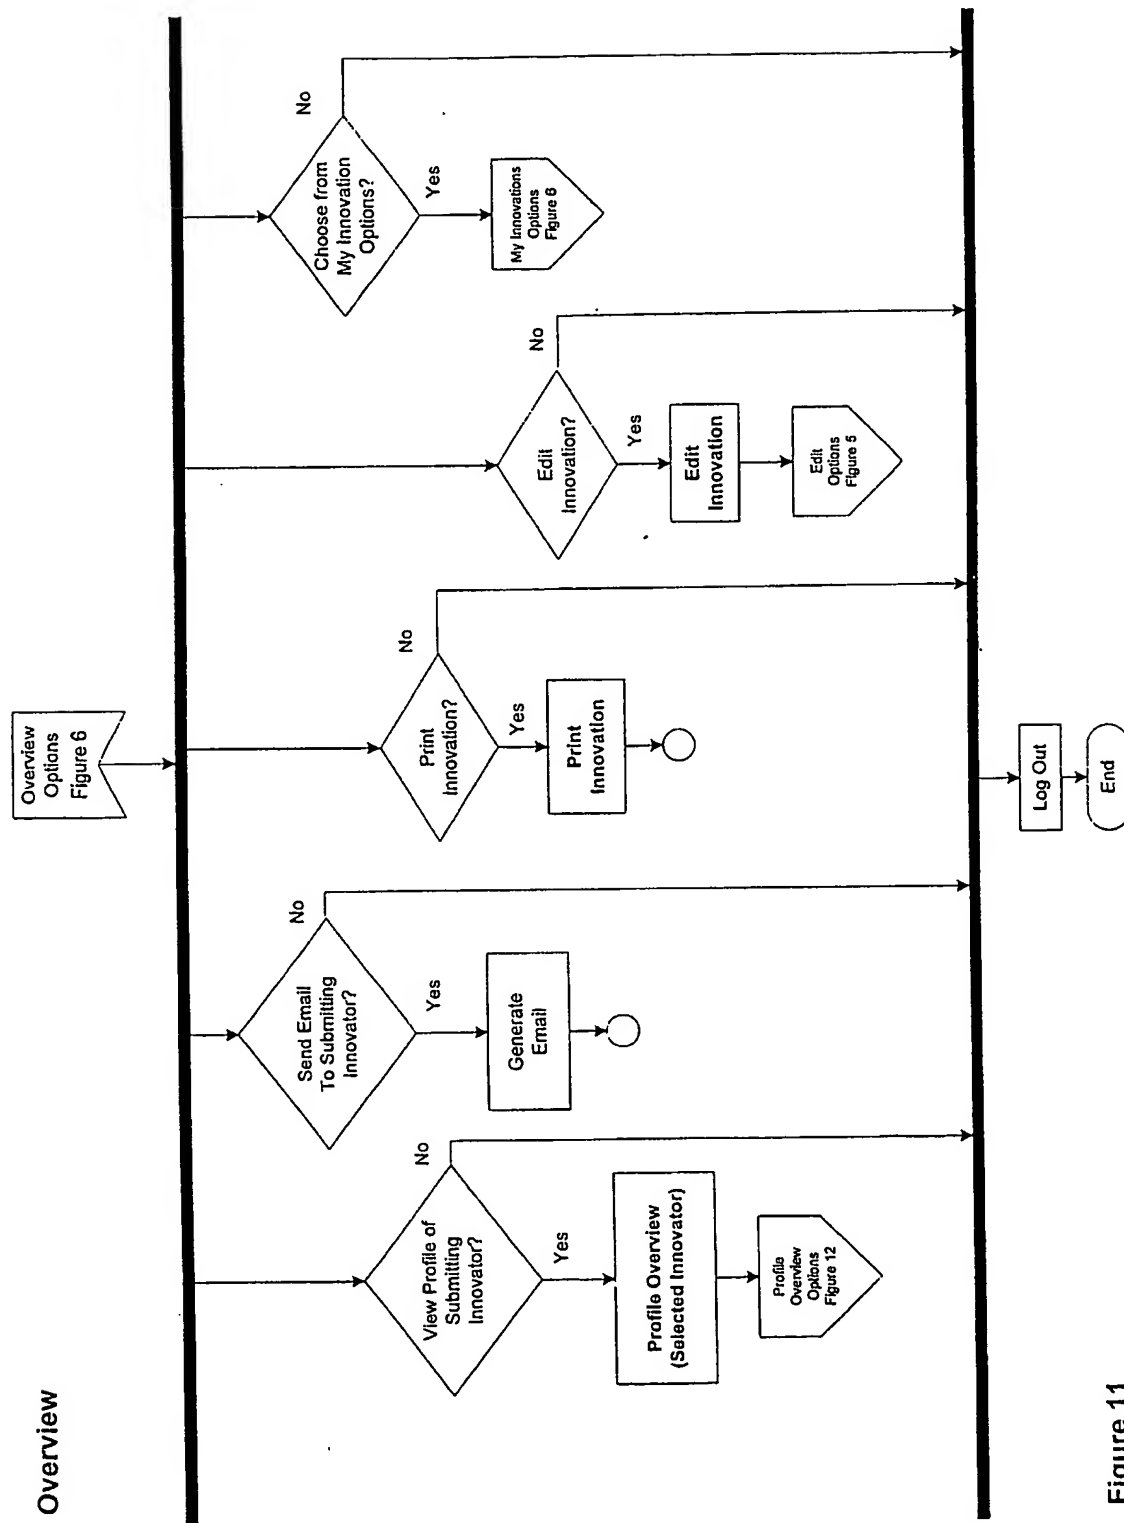 Overview
Overview
Options
Figure 6
View Profile of
Submitting
Innovator?
No
Yes
Profile Overview
(Selected Innovator)
Profile
Overview
Options
Figure 12
Send Email
To Submitting
Innovator?
No
Yes
Generate
Email
Print
Innovation?
No
Yes
Print
Innovation
Edit
Innovation?
No
Yes
Edit
Innovation
Edit
Options
Figure 5
Choose from
My Innovation
Options?
No
Yes
My Innovations
Options
Figure 6
Log Out
End
Figure 11